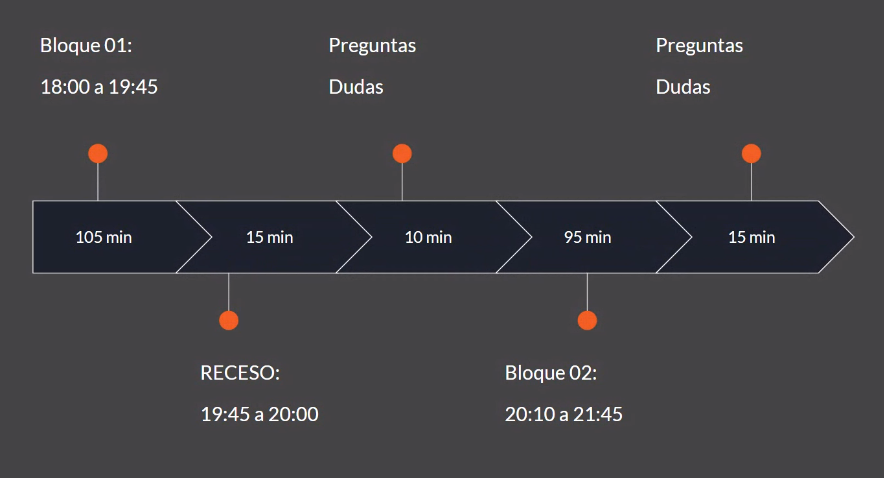 Bloque 01:
18:00 a 19:45
Preguntas
Dudas
Preguntas
Dudas
105 min
15 min
10 min
95 min
15 min
RECESO:
19:45 a 20:00
Bloque 02:
20:10 a 21:45